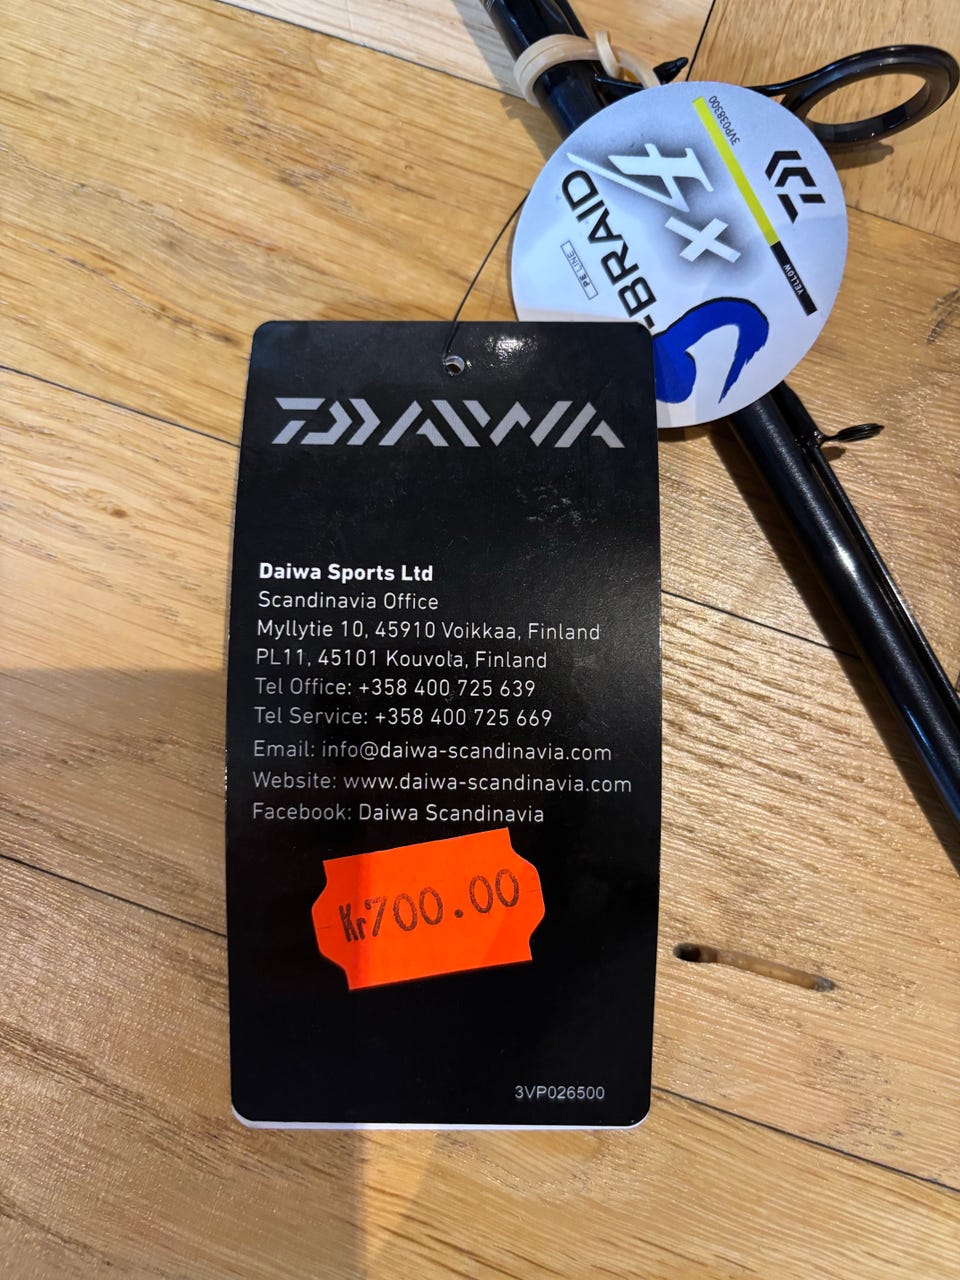 3VP038300
YELLOW
X4
-BRAID
PE LINE
DAIWA
Daiwa Sports Ltd
Scandinavia Office
Myllytie 10, 45910 Voikkaa, Finland
PL11, 45101 Kouvola, Finland
Tel Office: +358 400 725 639
Tel Service: +358 400 725 669
Email: info@daiwa-scandinavia.com
Website: www.daiwa-scandinavia.com
Facebook: Daiwa Scandinavia
Kr700.00
3VP026500